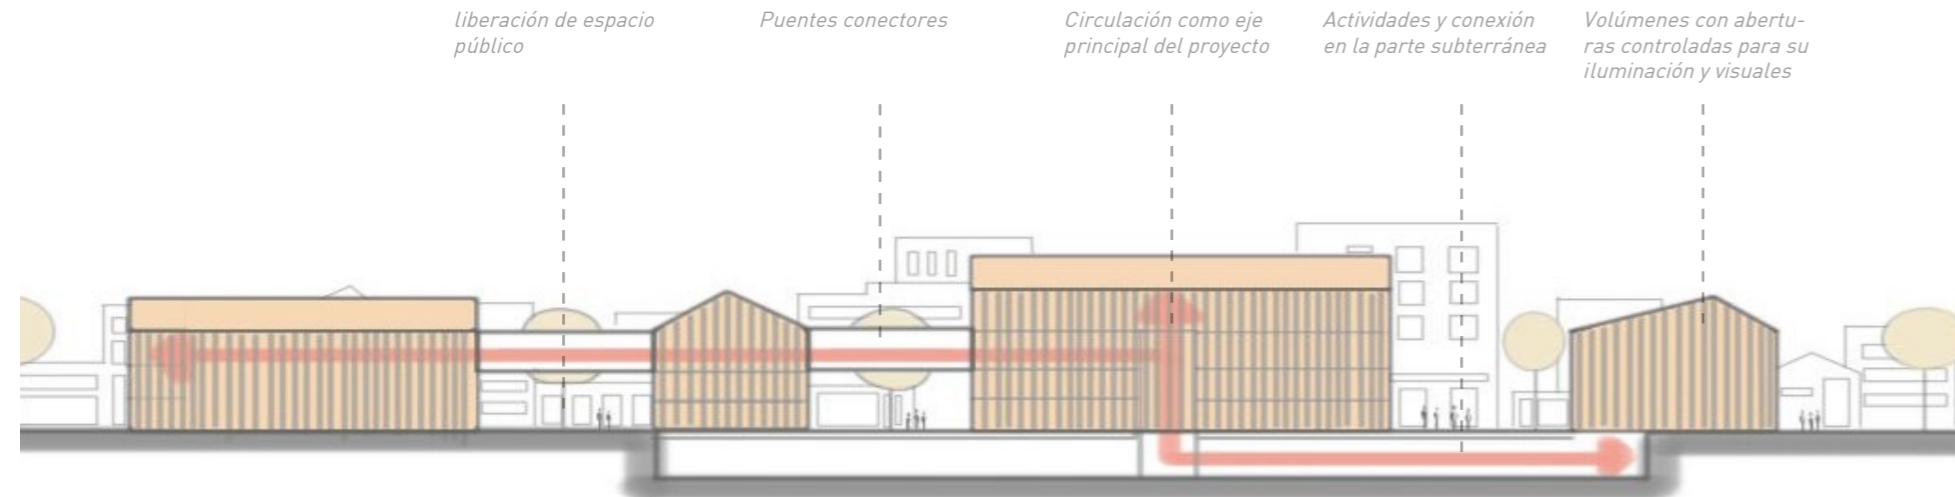 liberación de espacio
público
Puentes conectores
Circulación como eje
principal del proyecto
Actividades y conexión
en la parte subterránea
Volúmenes con abertu-
ras controladas para su
iluminación y visuales